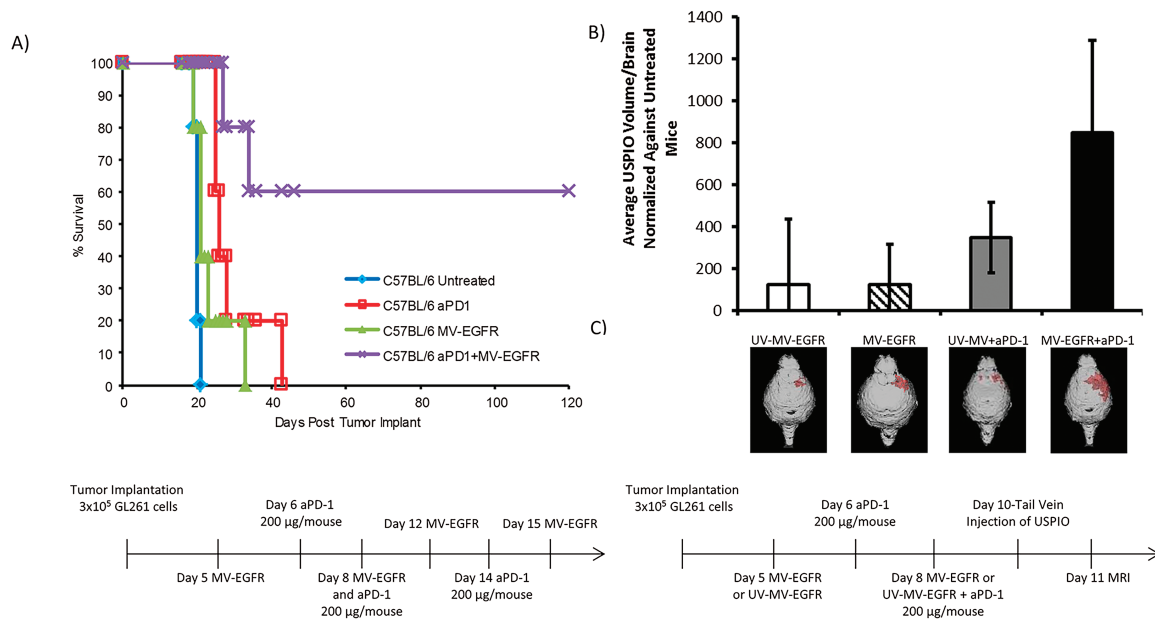 A)
100
90
80
70
60
50
40
30
20
10
0
% Survival
0
20
40
60
80
100
120
Days Post Tumor Implant
C57BL/6 Untreated
C57BL/6 aPD1
C57BL/6 MV-EGFR
C57BL/6 aPD1+MV-EGFR
B)
Average USPIO Volume/Brain
Normalized Against Untreated
Mice
1400
1200
1000
800
600
400
200
0
C)
UV-MV-EGFR
MV-EGFR
UV-MV+aPD-1
MV-EGFR+aPD-1
Tumor Implantation
3x10⁵ GL261 cells
Day 6 aPD-1
200 µg/mouse
Day 12 MV-EGFR
Day 15 MV-EGFR
Day 5 MV-EGFR
Day 8 MV-EGFR
and aPD-1
200 µg/mouse
Day 14 aPD-1
200 µg/mouse
Tumor Implantation
3x10⁵ GL261 cells
Day 6 aPD-1
200 µg/mouse
Day 10-Tail Vein
Injection of USPIO
Day 5 MV-EGFR
or UV-MV-EGFR
Day 8 MV-EGFR or
UV-MV-EGFR + aPD-1
200 µg/mouse
Day 11 MRI